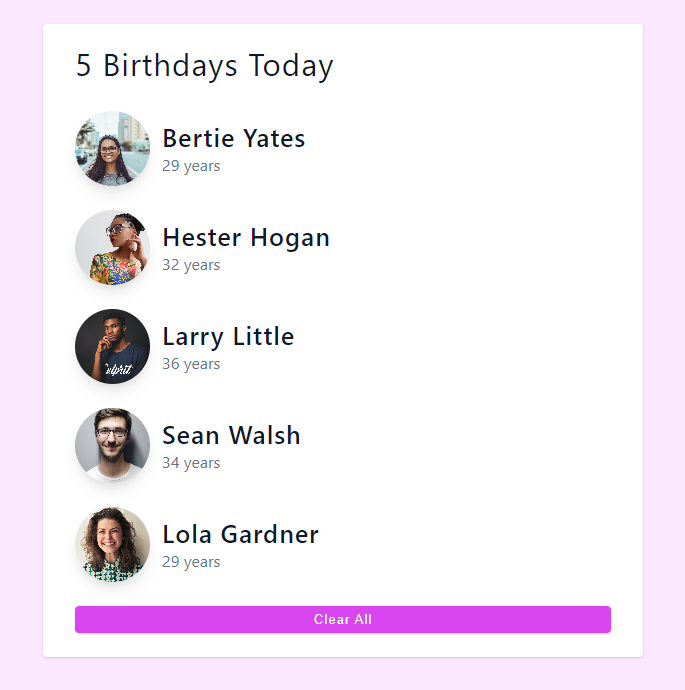 5 Birthdays Today
Bertie Yates
29 years
Hester Hogan
32 years
Larry Little
36 years
Sean Walsh
34 years
Lola Gardner
29 years
Clear All